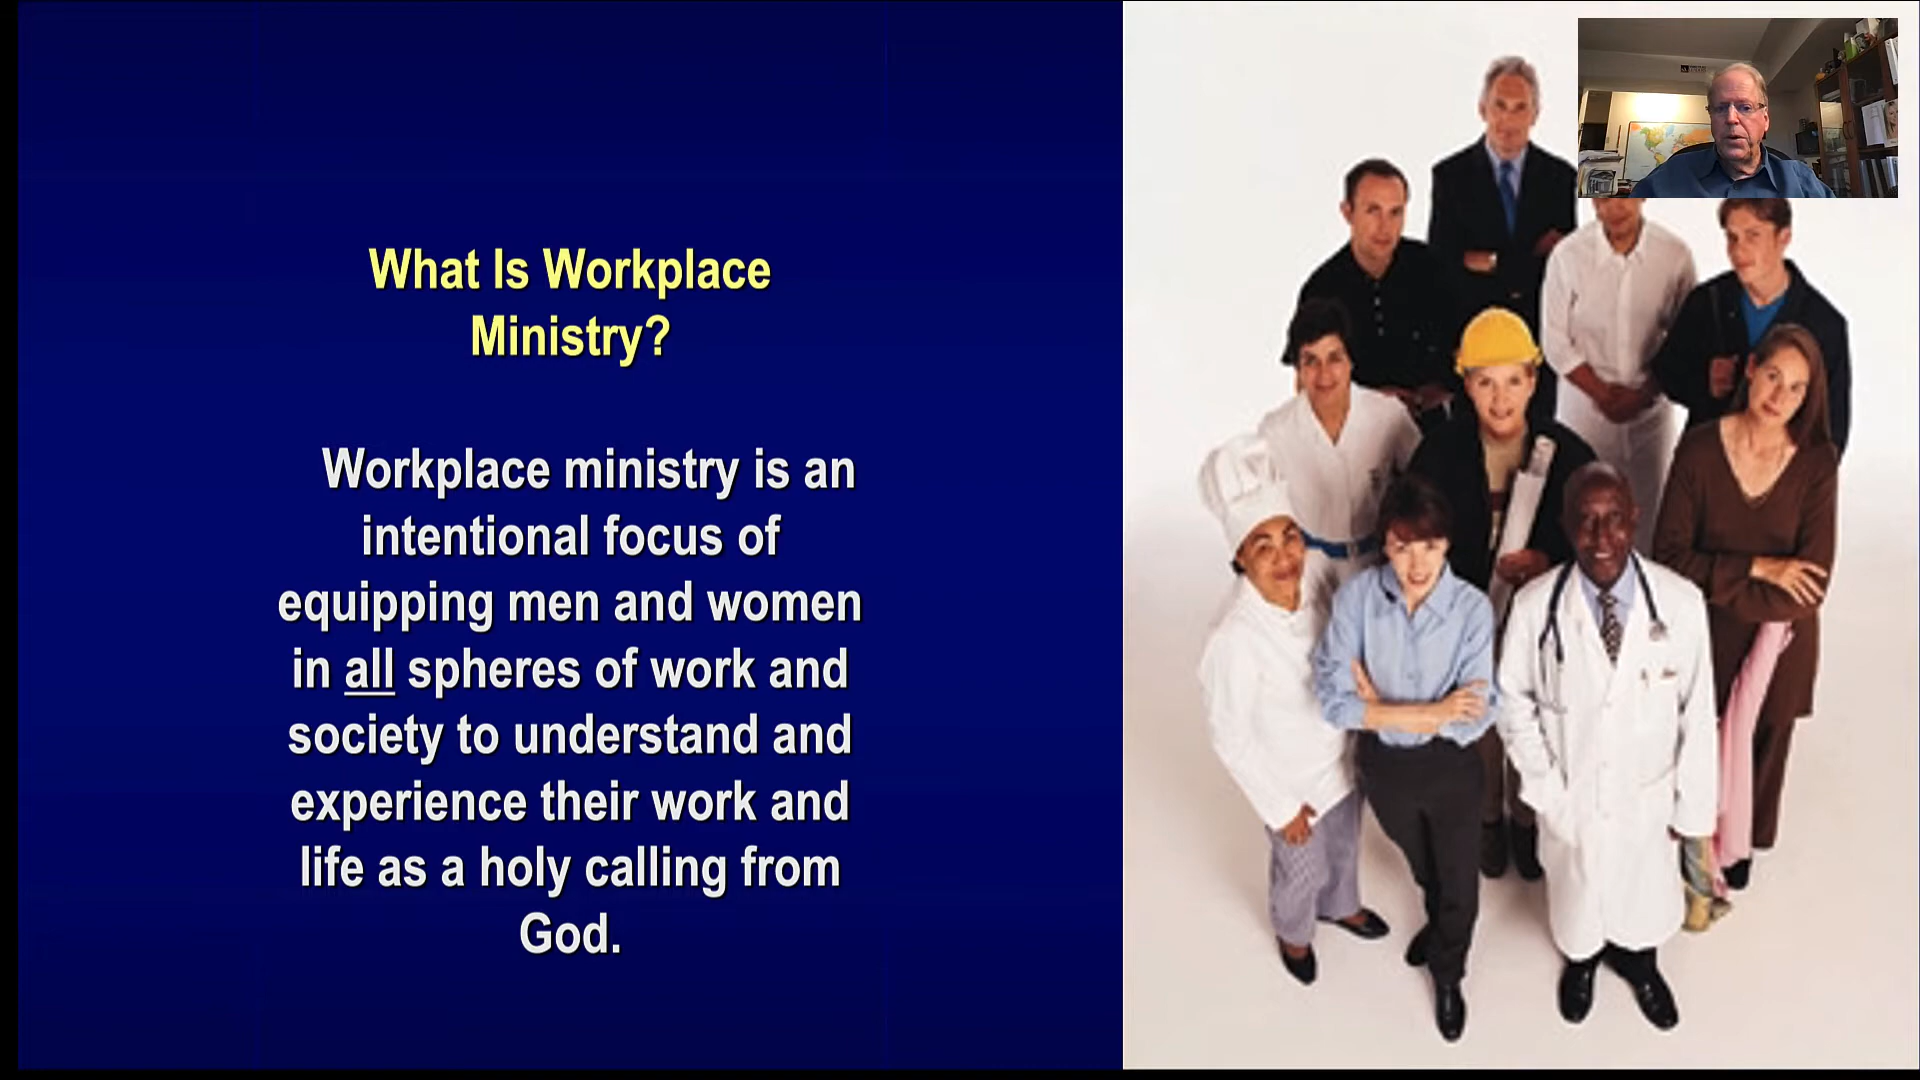 What Is Workplace
Ministry?
Workplace ministry is an
intentional focus of
equipping men and women
in all spheres of work and
society to understand and
experience their work and
life as a holy calling from
God.